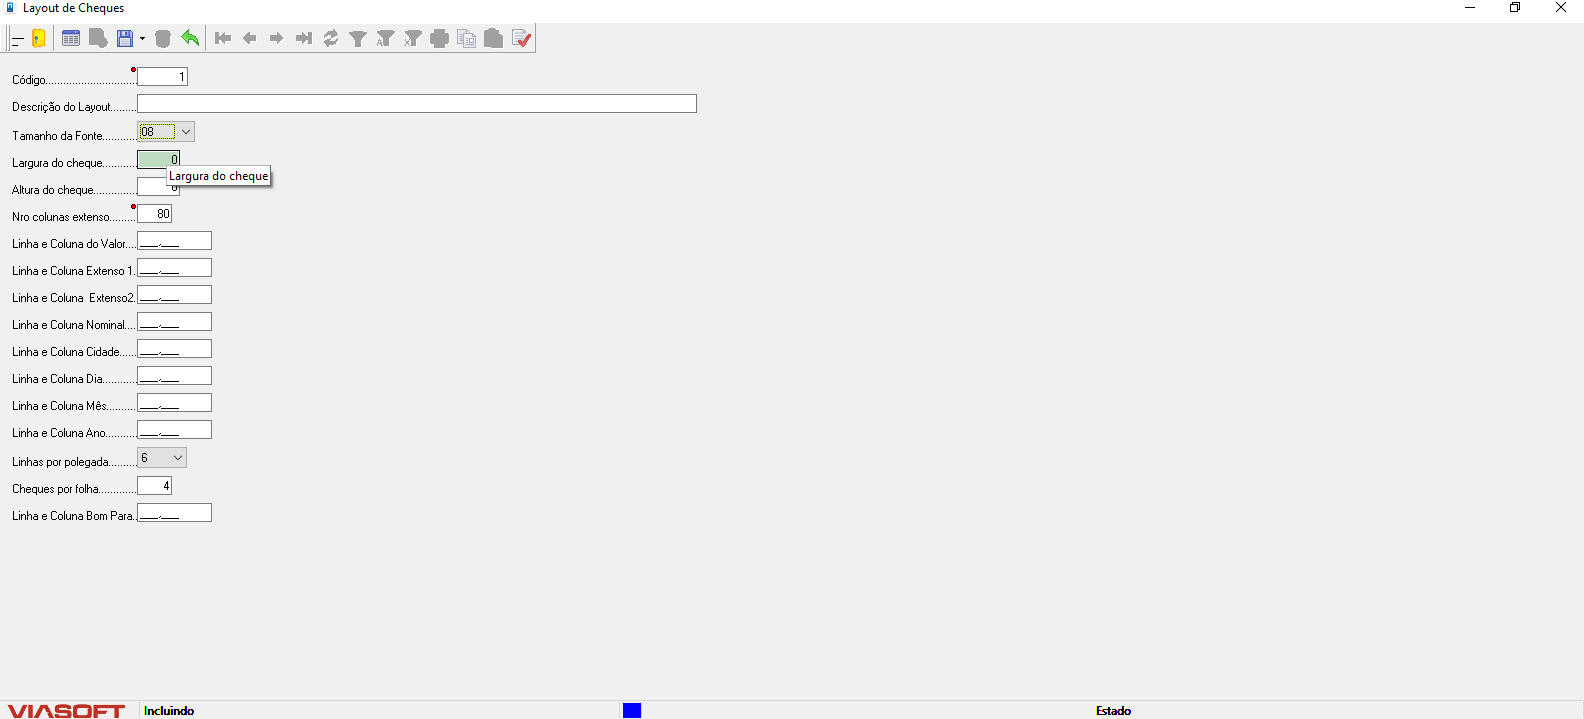 Layout de Cheques
Código............................... 1
Descrição do Layout.........
Tamanho da Fonte............ 08
Largura do cheque............ 0
Largura do cheque
Altura do cheque............... 0
Nro colunas extenso......... 80
Linha e Coluna do Valor.... ___,___
Linha e Coluna Extenso 1. ___,___
Linha e Coluna  Extenso2. ___,___
Linha e Coluna Nominal.... ___,___
Linha e Coluna Cidade...... ___,___
Linha e Coluna Dia............ ___,___
Linha e Coluna Mês.......... ___,___
Linha e Coluna Ano........... ___,___
Linhas por polegada.......... 6
Cheques por folha............. 4
Linha e Coluna Bom Para.. ___,___
VIASOFT Incluindo Estado